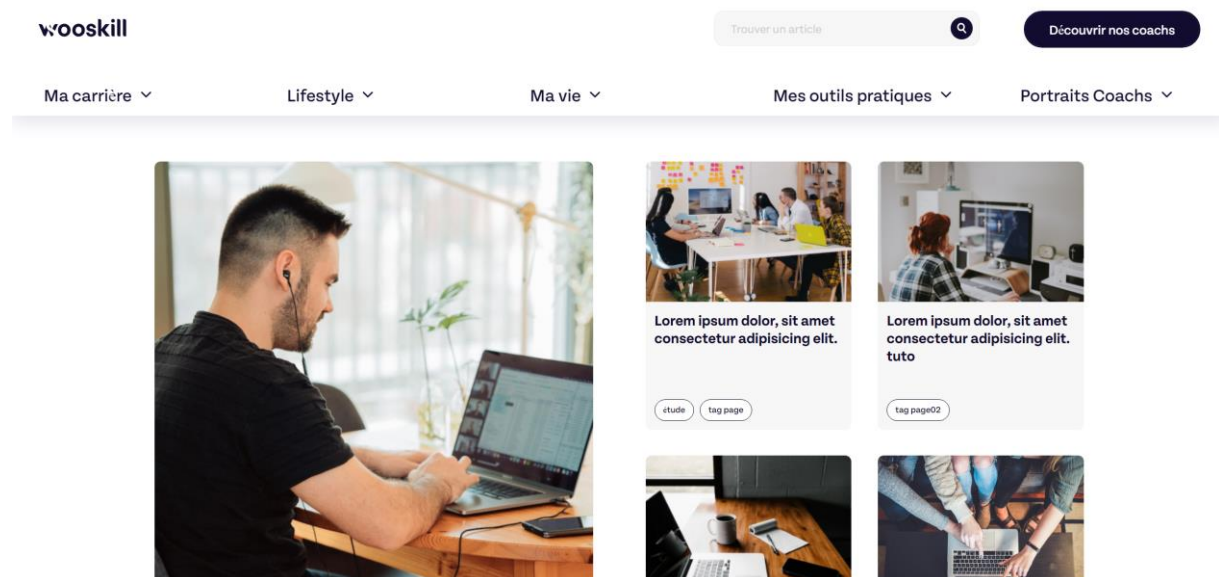 wooskill
Trouver un article
Découvrir nos coachs
Ma carrière
Lifestyle
Ma vie
Mes outils pratiques
Portraits Coachs
Lorem ipsum dolor, sit amet
consectetur adipisicing elit.
étude
tag page
Lorem ipsum dolor, sit amet
consectetur adipisicing elit.
tuto
tag page02